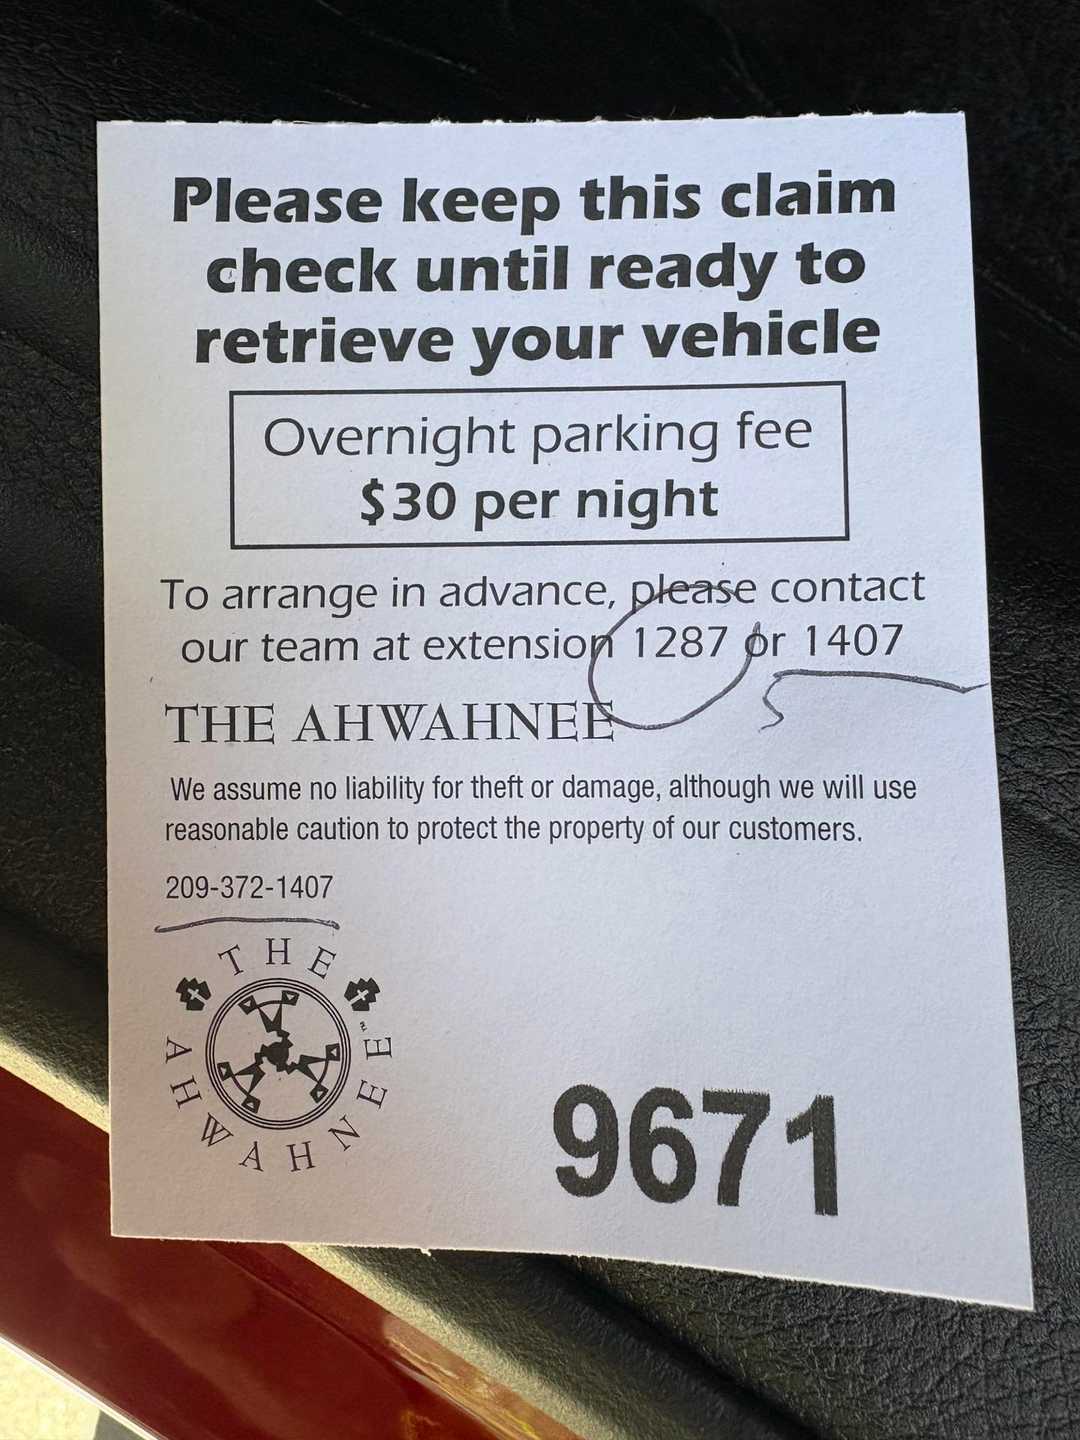 Please keep this claim
check until ready to
retrieve your vehicle
Overnight parking fee
$30 per night
To arrange in advance, please contact
our team at extension 1287 or 1407
THE AHWAHNEE
We assume no liability for theft or damage, although we will use
reasonable caution to protect the property of our customers.
209-372-1407
THE
AHWAHNEE
9671